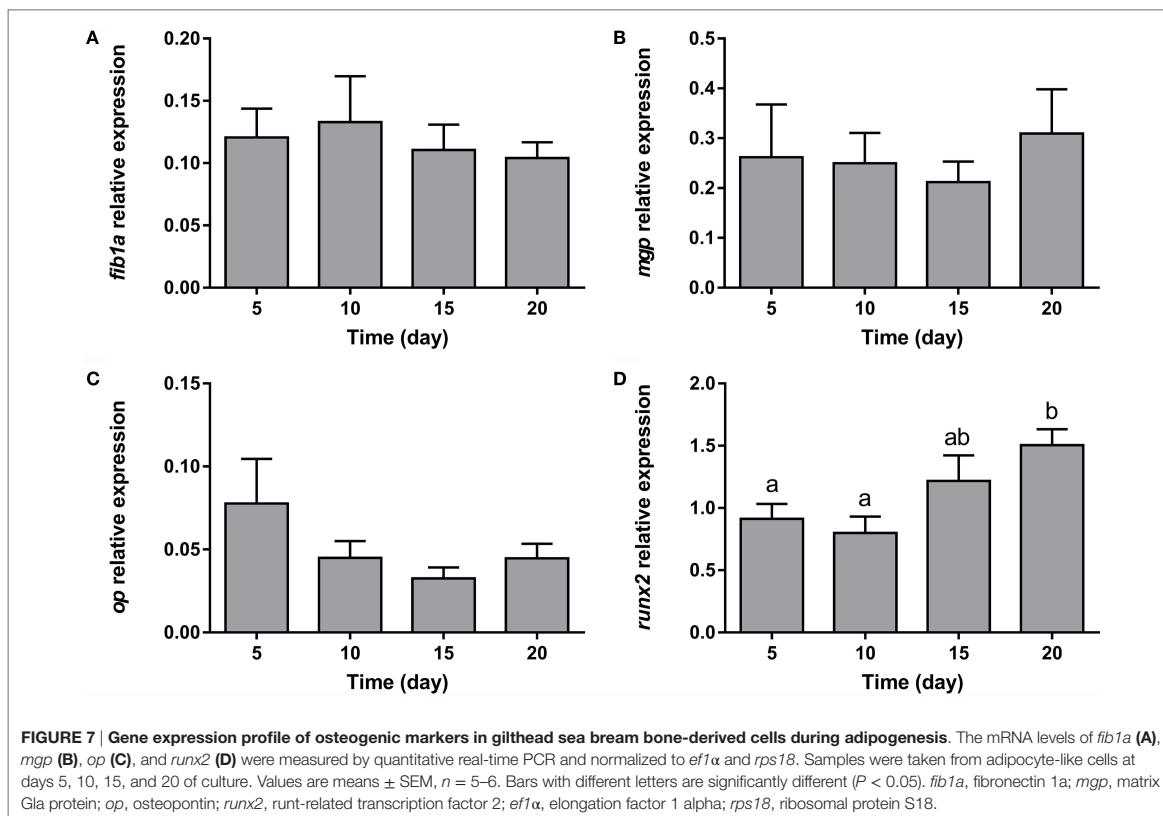 A
fib1a relative expression
0.20
0.15
0.10
0.05
0.00
5 10 15 20
Time (day)
B
mgp relative expression
0.5
0.4
0.3
0.2
0.1
0.0
5 10 15 20
Time (day)
C
op relative expression
0.15
0.10
0.05
0.00
5 10 15 20
Time (day)
D
runx2 relative expression
2.0
1.5
1.0
0.5
0.0
a a ab b
5 10 15 20
Time (day)
FIGURE 7 | Gene expression profile of osteogenic markers in gilthead sea bream bone-derived cells during adipogenesis. The mRNA levels of fib1a (A),
mgp (B), op (C), and runx2 (D) were measured by quantitative real-time PCR and normalized to ef1α and rps18. Samples were taken from adipocyte-like cells at
days 5, 10, 15, and 20 of culture. Values are means ± SEM, n = 5–6. Bars with different letters are significantly different (P < 0.05). fib1a, fibronectin 1a; mgp, matrix
Gla protein; op, osteopontin; runx2, runt-related transcription factor 2; ef1α, elongation factor 1 alpha; rps18, ribosomal protein S18.